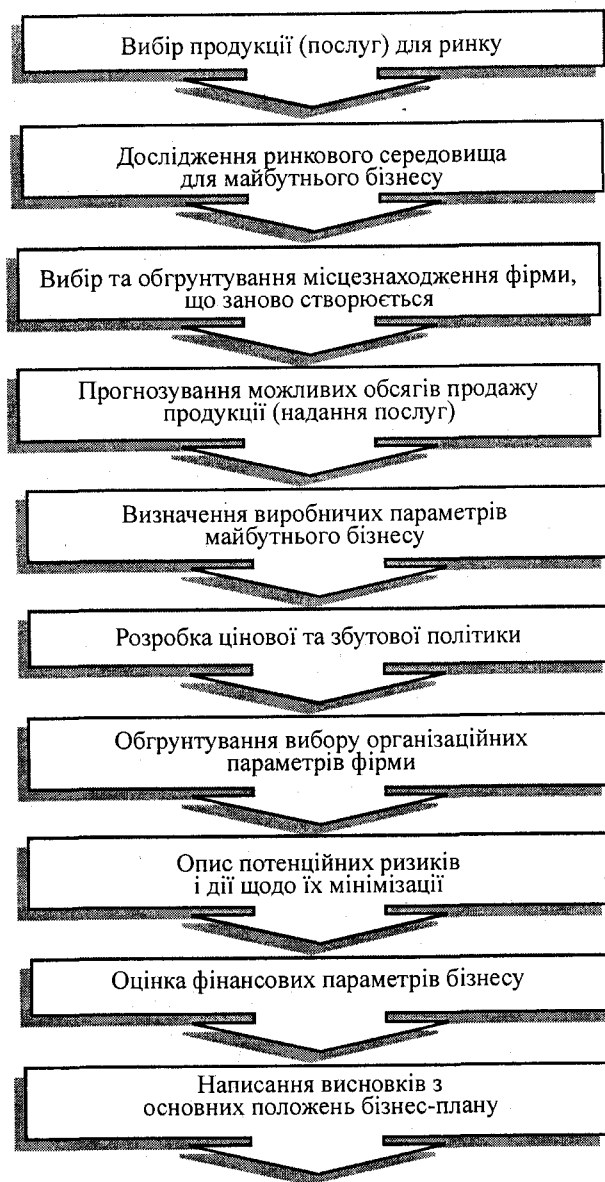 Вибір продукції (послуг) для ринку
Дослідження ринкового середовища
для майбутнього бізнесу
Вибір та обгрунтування місцезнаходження фірми,
що заново створюється
Прогнозування можливих обсягів продажу
продукції (надання послуг)
Визначення виробничих параметрів
майбутнього бізнесу
Розробка цінової та збутової політики
Обгрунтування вибору організаційних
параметрів фірми
Опис потенційних ризиків
і дії щодо їх мінімізації
Оцінка фінансових параметрів бізнесу
Написання висновків з
основних положень бізнес-плану